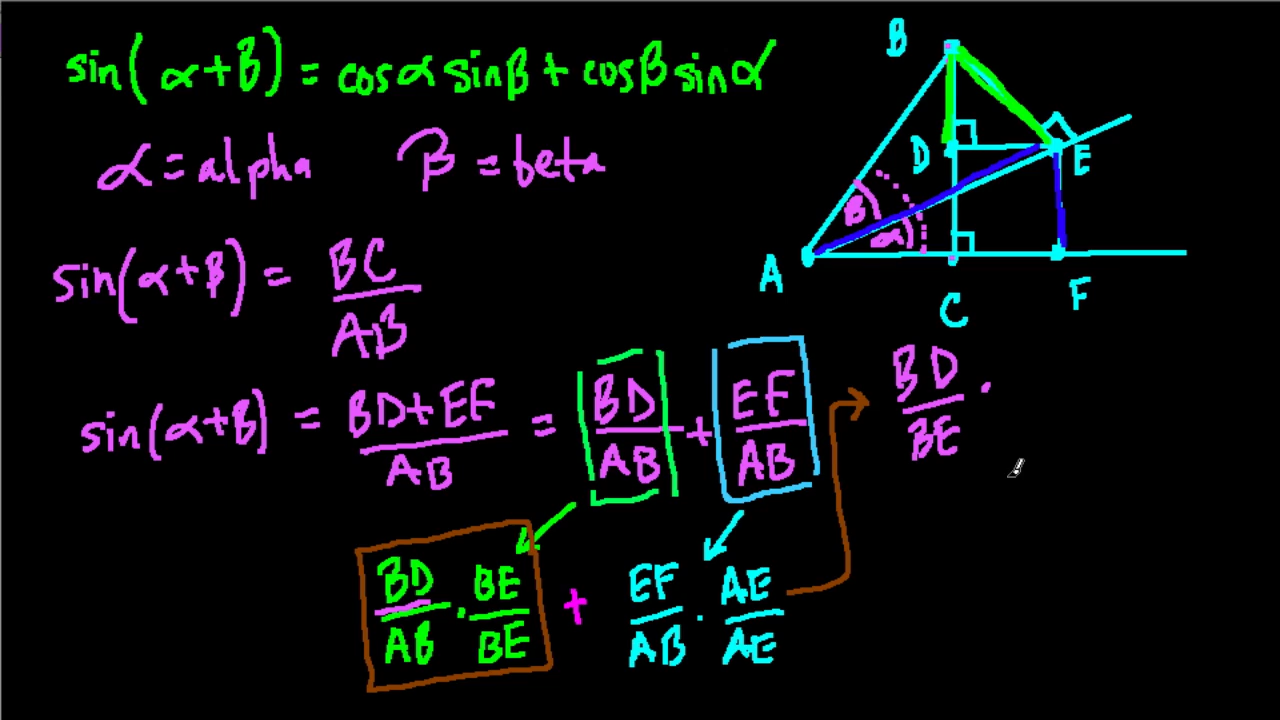 sin(α+β) = cosα sinβ + cosβ sinα
α = alpha β = beta
sin(α+β) = BC/AB
sin(α+β) = (BD+EF)/AB = BD/AB + EF/AB
BD/BE ·
BD/AB · BE/BE + EF/AB · AE/AE
B
D
E
β
α
A
C
F